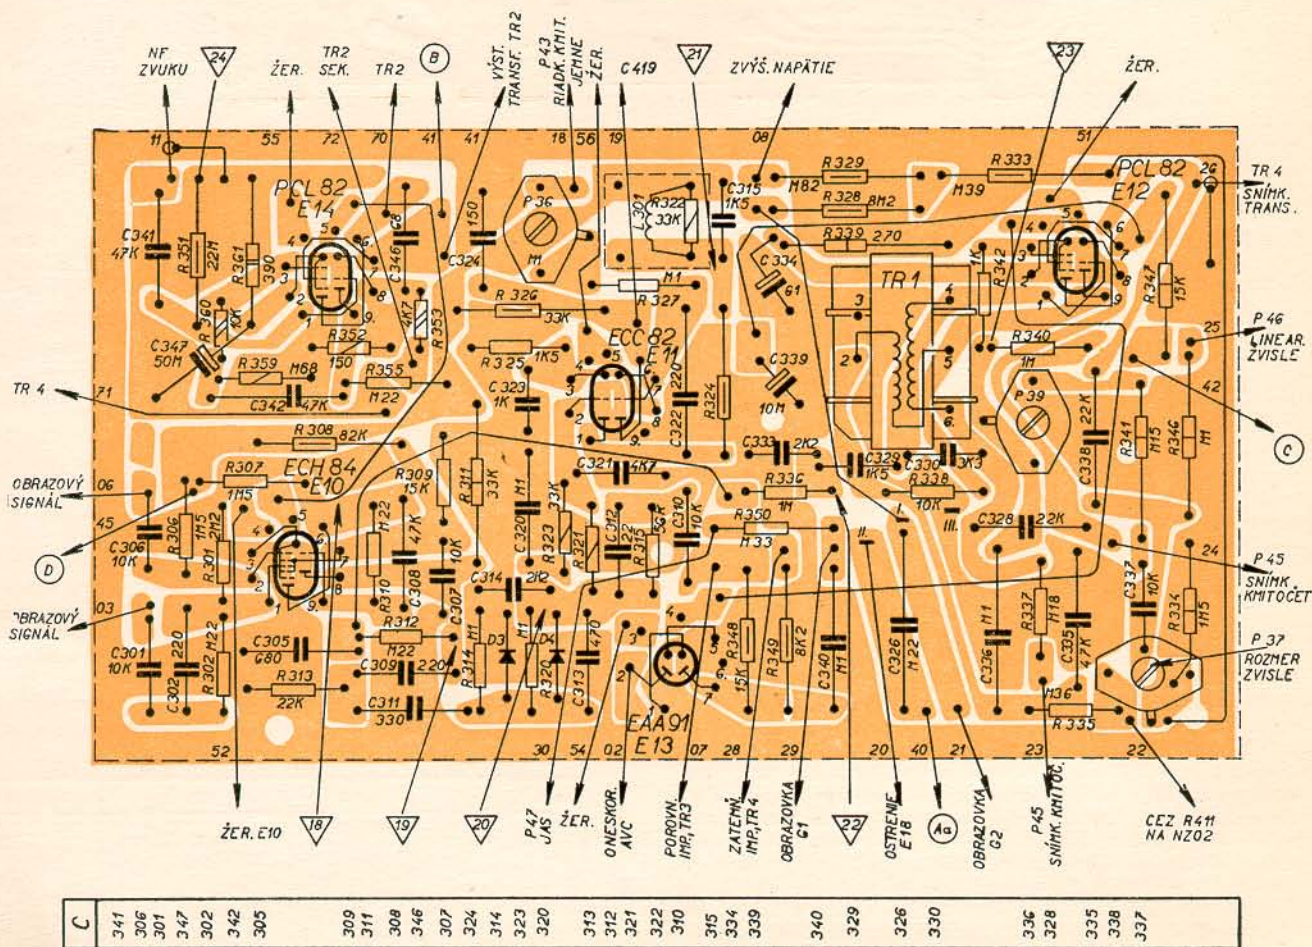 NF
ZVUKU
24
ŽER.
TR2
SEK.
TR2
B
VÝST.
TRANSF. TR2
P43
RIADK. KMIT.
JEMNE
ŽER.
C419
21
ZVÝŠ. NAPÄTIE
23
ŽER.
11
55
72
70
41
41
18
56
19
08
51
26
PCL 82
E14
P36
M1
L301
R322
33K
C315
1K5
M82
R329
R328
8M2
R339
270
M39
R333
PCL 82
E12
TR 4
SNÍMK.
TRANS.
C341
47K
R351
22M
R361
390
R360
10K
C346
G8
C324
150
R326
33K
M1
R327
C334
G1
TR1
1K
R342
R347
15K
C347
50M
R359
M68
C342
47K
R352
150
R355
M22
4K7
R353
R325
1K5
C323
1K
ECC 82
E11
C322
220
R324
C339
10M
R340
1M
P39
C338
22K
R341
M15
R346
M1
25
P46
LINEAR.
ZVISLE
42
C
TR 4
71
R308
82K
ECH 84
E10
R309
15K
R311
33K
C321
4K7
C333
2K2
C329
1K5
C330
3K3
OBRAZOVÝ
SIGNÁL
06
R307
1M5
R336
1M
R338
10K
45
C306
10K
R306
1M5
R301
2M2
R310
M22
C308
47K
C307
10K
C320
M1
R323
33K
R321
C312
22
R315
56R
C310
10K
R350
M33
I.
II.
III.
C328
22K
24
P45
SNÍMK
KMITOČET
D
OBRAZOVÝ
SIGNÁL
03
C301
10K
C302
220
R302
M22
C305
G80
R313
22K
R312
M22
C309
220
C311
330
C314
2K2
R314
M1
D3
M1
R320
D4
C313
470
EAA91
E13
R348
15K
R349
8K2
C340
M1
C326
M22
C336
M1
R337
M18
C335
47K
C337
10K
R334
1M5
M36
R335
P37
ROZMER
ZVISLE
52
30
54
02
07
28
29
20
40
21
23
22
ŽER. E10
18
19
20
P47
JAS
ŽER.
ONESKOR.
AVC
POROVN.
IMP., TR3
ZATEMŇ.
IMP., TR4
OBRAZOVKA
G1
22
OSTRENIE
E18
Aa
OBRAZOVKA
G2
P45
SNÍMK. KMITOČ.
CEZ R411
NA NZ02
C
341
306
301
347
302
342
305
309
311
308
346
307
324
314
323
320
313
312
321
322
310
315
334
339
340
329
326
330
336
328
335
338
337